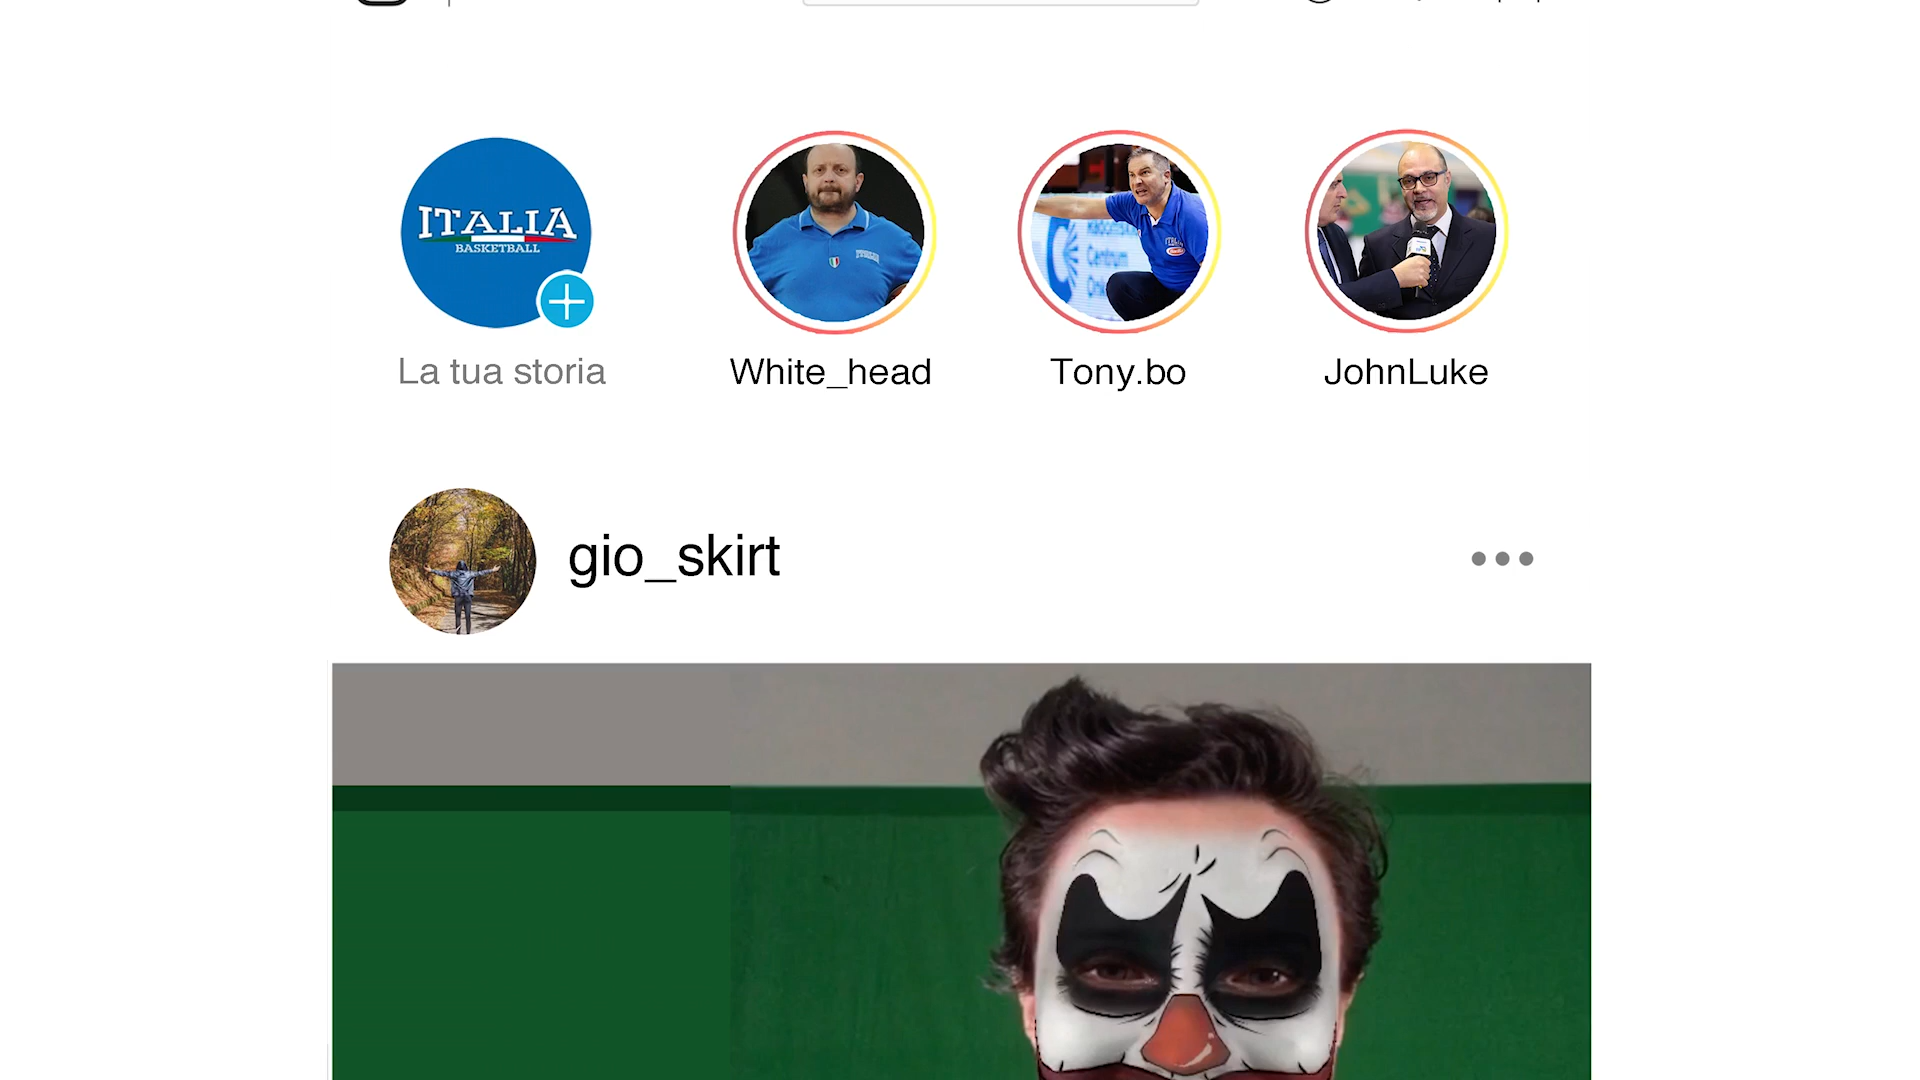 ITALIA
BASKETBALL
La tua storia
White_head
Tony.bo
JohnLuke
gio_skirt